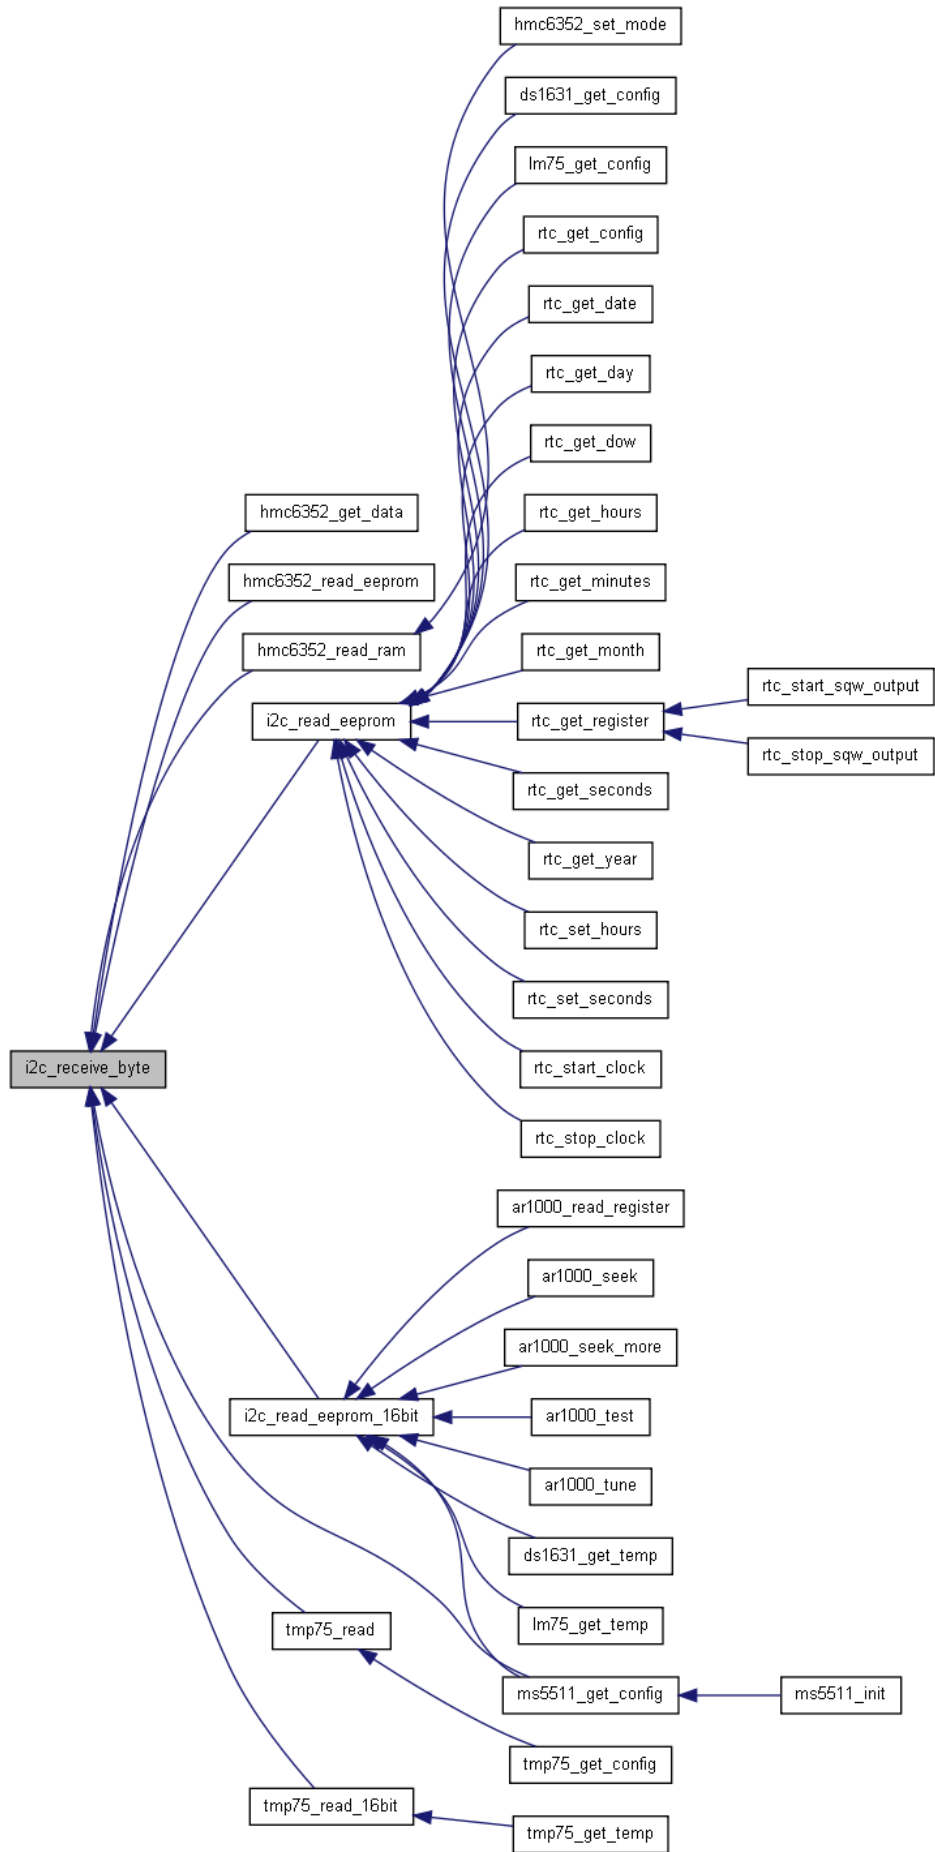 hmc6352_set_mode
ds1631_get_config
lm75_get_config
rtc_get_config
rtc_get_date
rtc_get_day
rtc_get_dow
hmc6352_get_data
rtc_get_hours
hmc6352_read_eeprom
rtc_get_minutes
hmc6352_read_ram
rtc_get_month
rtc_start_sqw_output
i2c_read_eeprom
rtc_get_register
rtc_stop_sqw_output
rtc_get_seconds
rtc_get_year
rtc_set_hours
rtc_set_seconds
i2c_receive_byte
rtc_start_clock
rtc_stop_clock
ar1000_read_register
ar1000_seek
ar1000_seek_more
i2c_read_eeprom_16bit
ar1000_test
ar1000_tune
ds1631_get_temp
lm75_get_temp
tmp75_read
ms5511_get_config
ms5511_init
tmp75_get_config
tmp75_read_16bit
tmp75_get_temp